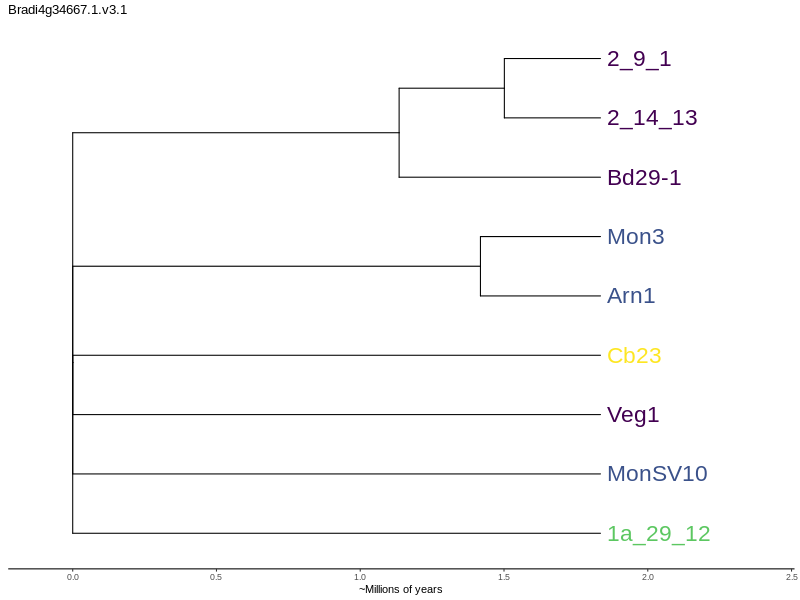 Bradi4g34667.1.v3.1
2_9_1
2_14_13
Bd29-1
Mon3
Arn1
Cb23
Veg1
MonSV10
1a_29_12
0.0 0.5 1.0 1.5 2.0 2.5
~Millions of years